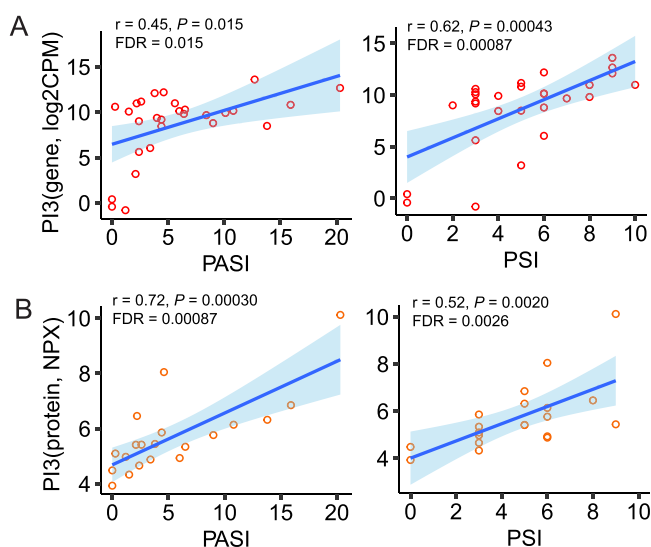 A
r = 0.45, P = 0.015
FDR = 0.015
PI3(gene, log2CPM)
15
10
5
0
0 5 10 15 20
PASI
r = 0.62, P = 0.00043
FDR = 0.00087
15
10
5
0
0 2 4 6 8 10
PSI
B
r = 0.72, P = 0.00030
FDR = 0.00087
PI3(protein, NPX)
10
8
6
4
0 5 10 15 20
PASI
r = 0.52, P = 0.0020
FDR = 0.0026
10
8
6
4
0 2 4 6 8 10
PSI